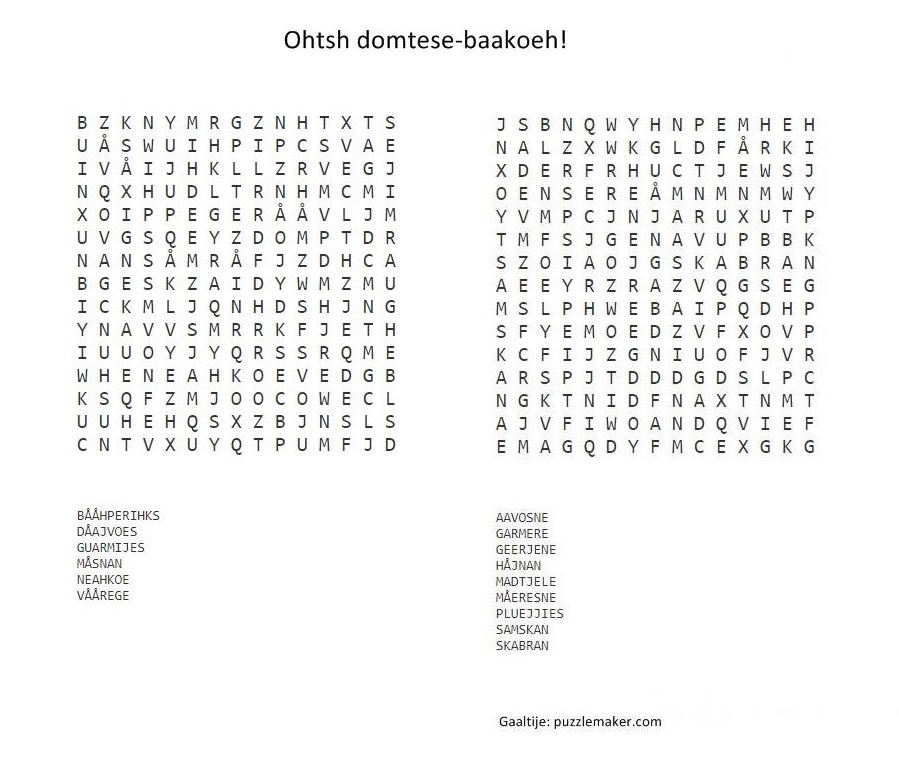 Ohtsh domtese-baakoeh!
B Z K N Y M R G Z N H T X T S
U Å S W U I H P I P C S V A E
I V Å I J H K L L Z R V E G J
N Q X H U D L T R N H M C M I
X O I P P E G E R Å Å V L J M
U V G S Q E Y Z D O M P T D R
N A N S Å M R Å F J Z D H C A
B G E S K Z A I D Y W M Z M U
I C K M L J Q N H D S H J N G
Y N A V V S M R R K F J E T H
I U U O Y J Y Q R S S R Q M E
W H E N E A H K O E V E D G B
K S Q F Z M J O O C O W E C L
U U H E H Q S X Z B J N S L S
C N T V X U Y Q T P U M F J D
BÅÅHPERIHKS
DÅAJVOES
GUARMIJES
MÅSNAN
NEAHKOE
VÅÅREGE
J S B N Q W Y H N P E M H E H
N A L Z X W K G L D F Å R K I
X D E R F R H U C T J E W S J
O E N S E R E Å M N M N M W Y
Y V M P C J N J A R U X U T P
T M F S J G E N A V U P B B K
S Z O I A O J G S K A B R A N
A E E Y R Z R A Z V Q G S E G
M S L P H W E B A I P Q D H P
S F Y E M O E D Z V F X O V P
K C F I J Z G N I U O F J V R
A R S P J T D D D G D S L P C
N G K T N I D F N A X T N M T
A J V F I W O A N D Q V I E F
E M A G Q D Y F M C E X G K G
AAVOSNE
GARMERE
GEERJENE
HÅJNAN
MADTJELE
MÅERESNE
PLUEJJIES
SAMSKAN
SKABRAN
Gaaltije: puzzlemaker.com